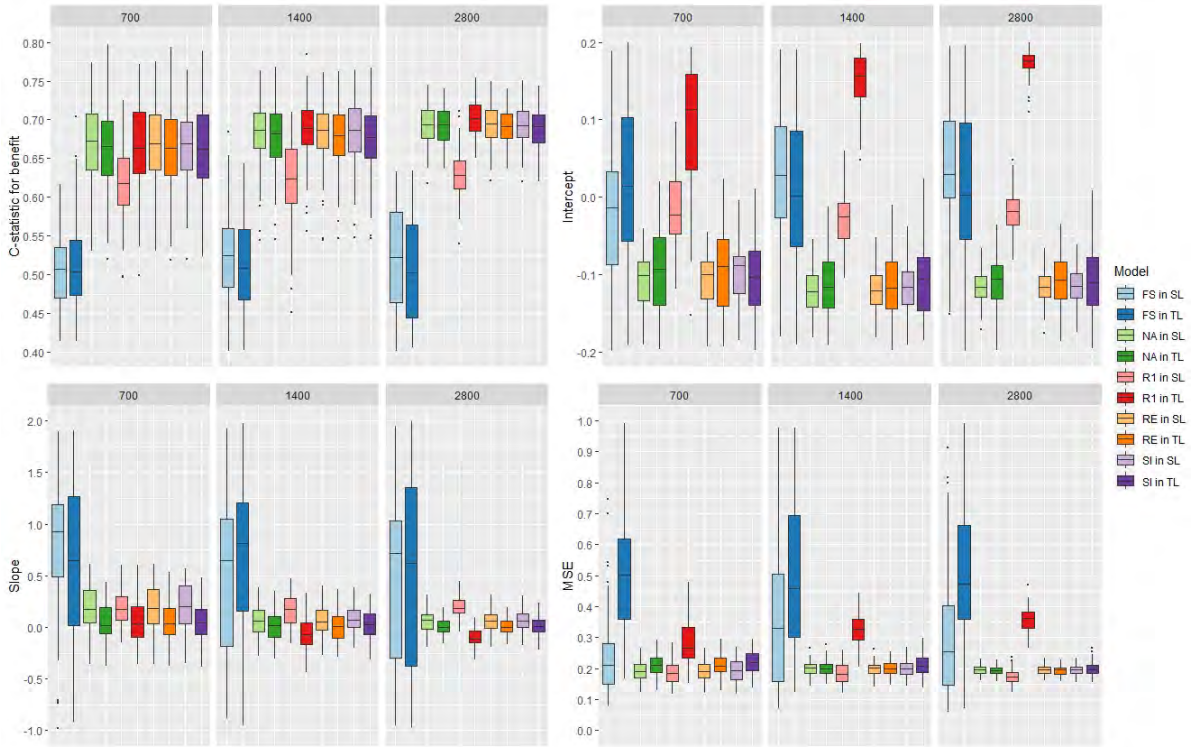 700
1400
2800
C-statistic for benefit
0.80
0.75
0.70
0.65
0.60
0.55
0.50
0.45
0.40
700
1400
2800
Intercept
0.2
0.1
0.0
-0.1
-0.2
700
1400
2800
Slope
2.0
1.5
1.0
0.5
0.0
-0.5
-1.0
700
1400
2800
MSE
1.0
0.9
0.8
0.7
0.6
0.5
0.4
0.3
0.2
0.1
0.0
Model
FS in SL
FS in TL
NA in SL
NA in TL
R1 in SL
R1 in TL
RE in SL
RE in TL
SI in SL
SI in TL